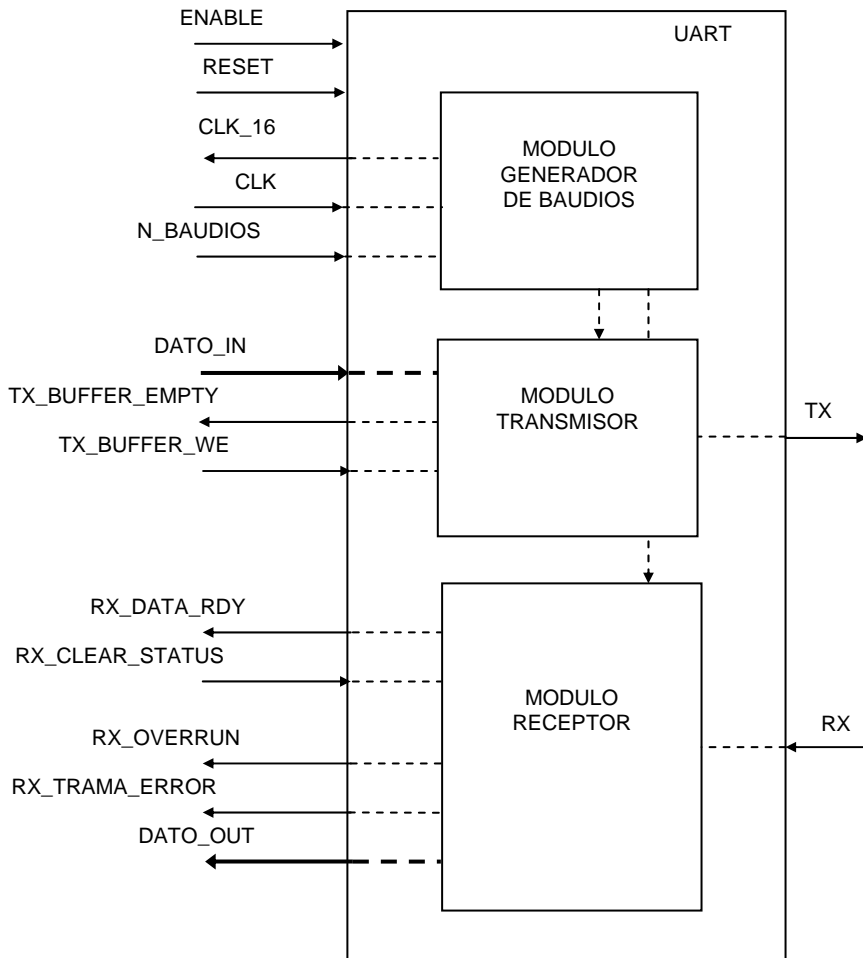 ENABLE
UART
RESET
CLK_16
MODULO
GENERADOR
DE BAUDIOS
CLK
N_BAUDIOS
DATO_IN
TX_BUFFER_EMPTY
MODULO
TRANSMISOR
TX
TX_BUFFER_WE
RX_DATA_RDY
RX_CLEAR_STATUS
MODULO
RECEPTOR
RX
RX_OVERRUN
RX_TRAMA_ERROR
DATO_OUT